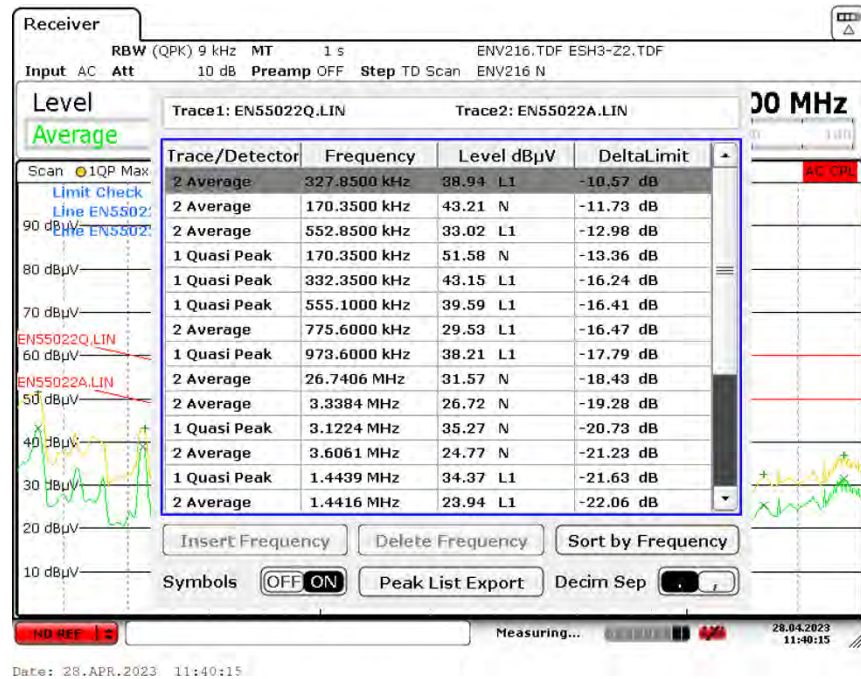 Receiver
RBW (QPK) 9 kHz MT 1 s ENV216.TDF ESH3-Z2.TDF
Input AC Att 10 dB Preamp OFF Step TD Scan ENV216 N
Level 00 MHz
Average
Trace1: EN55022Q.LIN Trace2: EN55022A.LIN
Trace/Detector Frequency Level dBµV DeltaLimit
2 Average 327.8500 kHz 38.94 L1 -10.57 dB
2 Average 170.3500 kHz 43.21 N -11.73 dB
2 Average 552.8500 kHz 33.02 L1 -12.98 dB
1 Quasi Peak 170.3500 kHz 51.58 N -13.36 dB
1 Quasi Peak 332.3500 kHz 43.15 L1 -16.24 dB
1 Quasi Peak 555.1000 kHz 39.59 L1 -16.41 dB
2 Average 775.6000 kHz 29.53 L1 -16.47 dB
1 Quasi Peak 973.6000 kHz 38.21 L1 -17.79 dB
2 Average 26.7406 MHz 31.57 N -18.43 dB
2 Average 3.3384 MHz 26.72 N -19.28 dB
1 Quasi Peak 3.1224 MHz 35.27 N -20.73 dB
2 Average 3.6061 MHz 24.77 N -21.23 dB
1 Quasi Peak 1.4439 MHz 34.37 L1 -21.63 dB
2 Average 1.4416 MHz 23.94 L1 -22.06 dB
Scan 1QP Max
AC CPL
Limit Check
Line EN5502
Line EN5502
90 dBµV
80 dBµV
70 dBµV
EN55022Q.LIN
60 dBµV
EN55022A.LIN
50 dBµV
40 dBµV
30 dBµV
20 dBµV
10 dBµV
Insert Frequency Delete Frequency Sort by Frequency
Symbols OFF ON Peak List Export Decim Sep . ,
NO REF Measuring... 28.04.2023
11:40:15
Date: 28.APR.2023 11:40:15